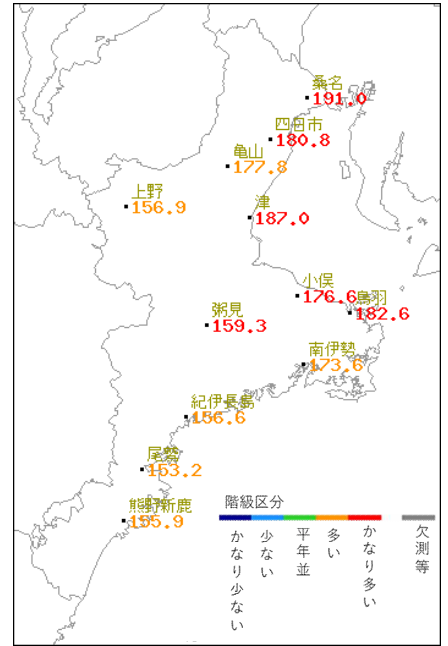 桑名
191.0
四日市
180.8
亀山
177.8
上野
156.9
津
187.0
小俣
176.6
鳥羽
182.6
粥見
159.3
南伊勢
173.6
紀伊長島
156.6
尾鷲
153.2
熊野新鹿
155.9
階級区分
かなり少ない
少ない
平年並
多い
かなり多い
欠測等